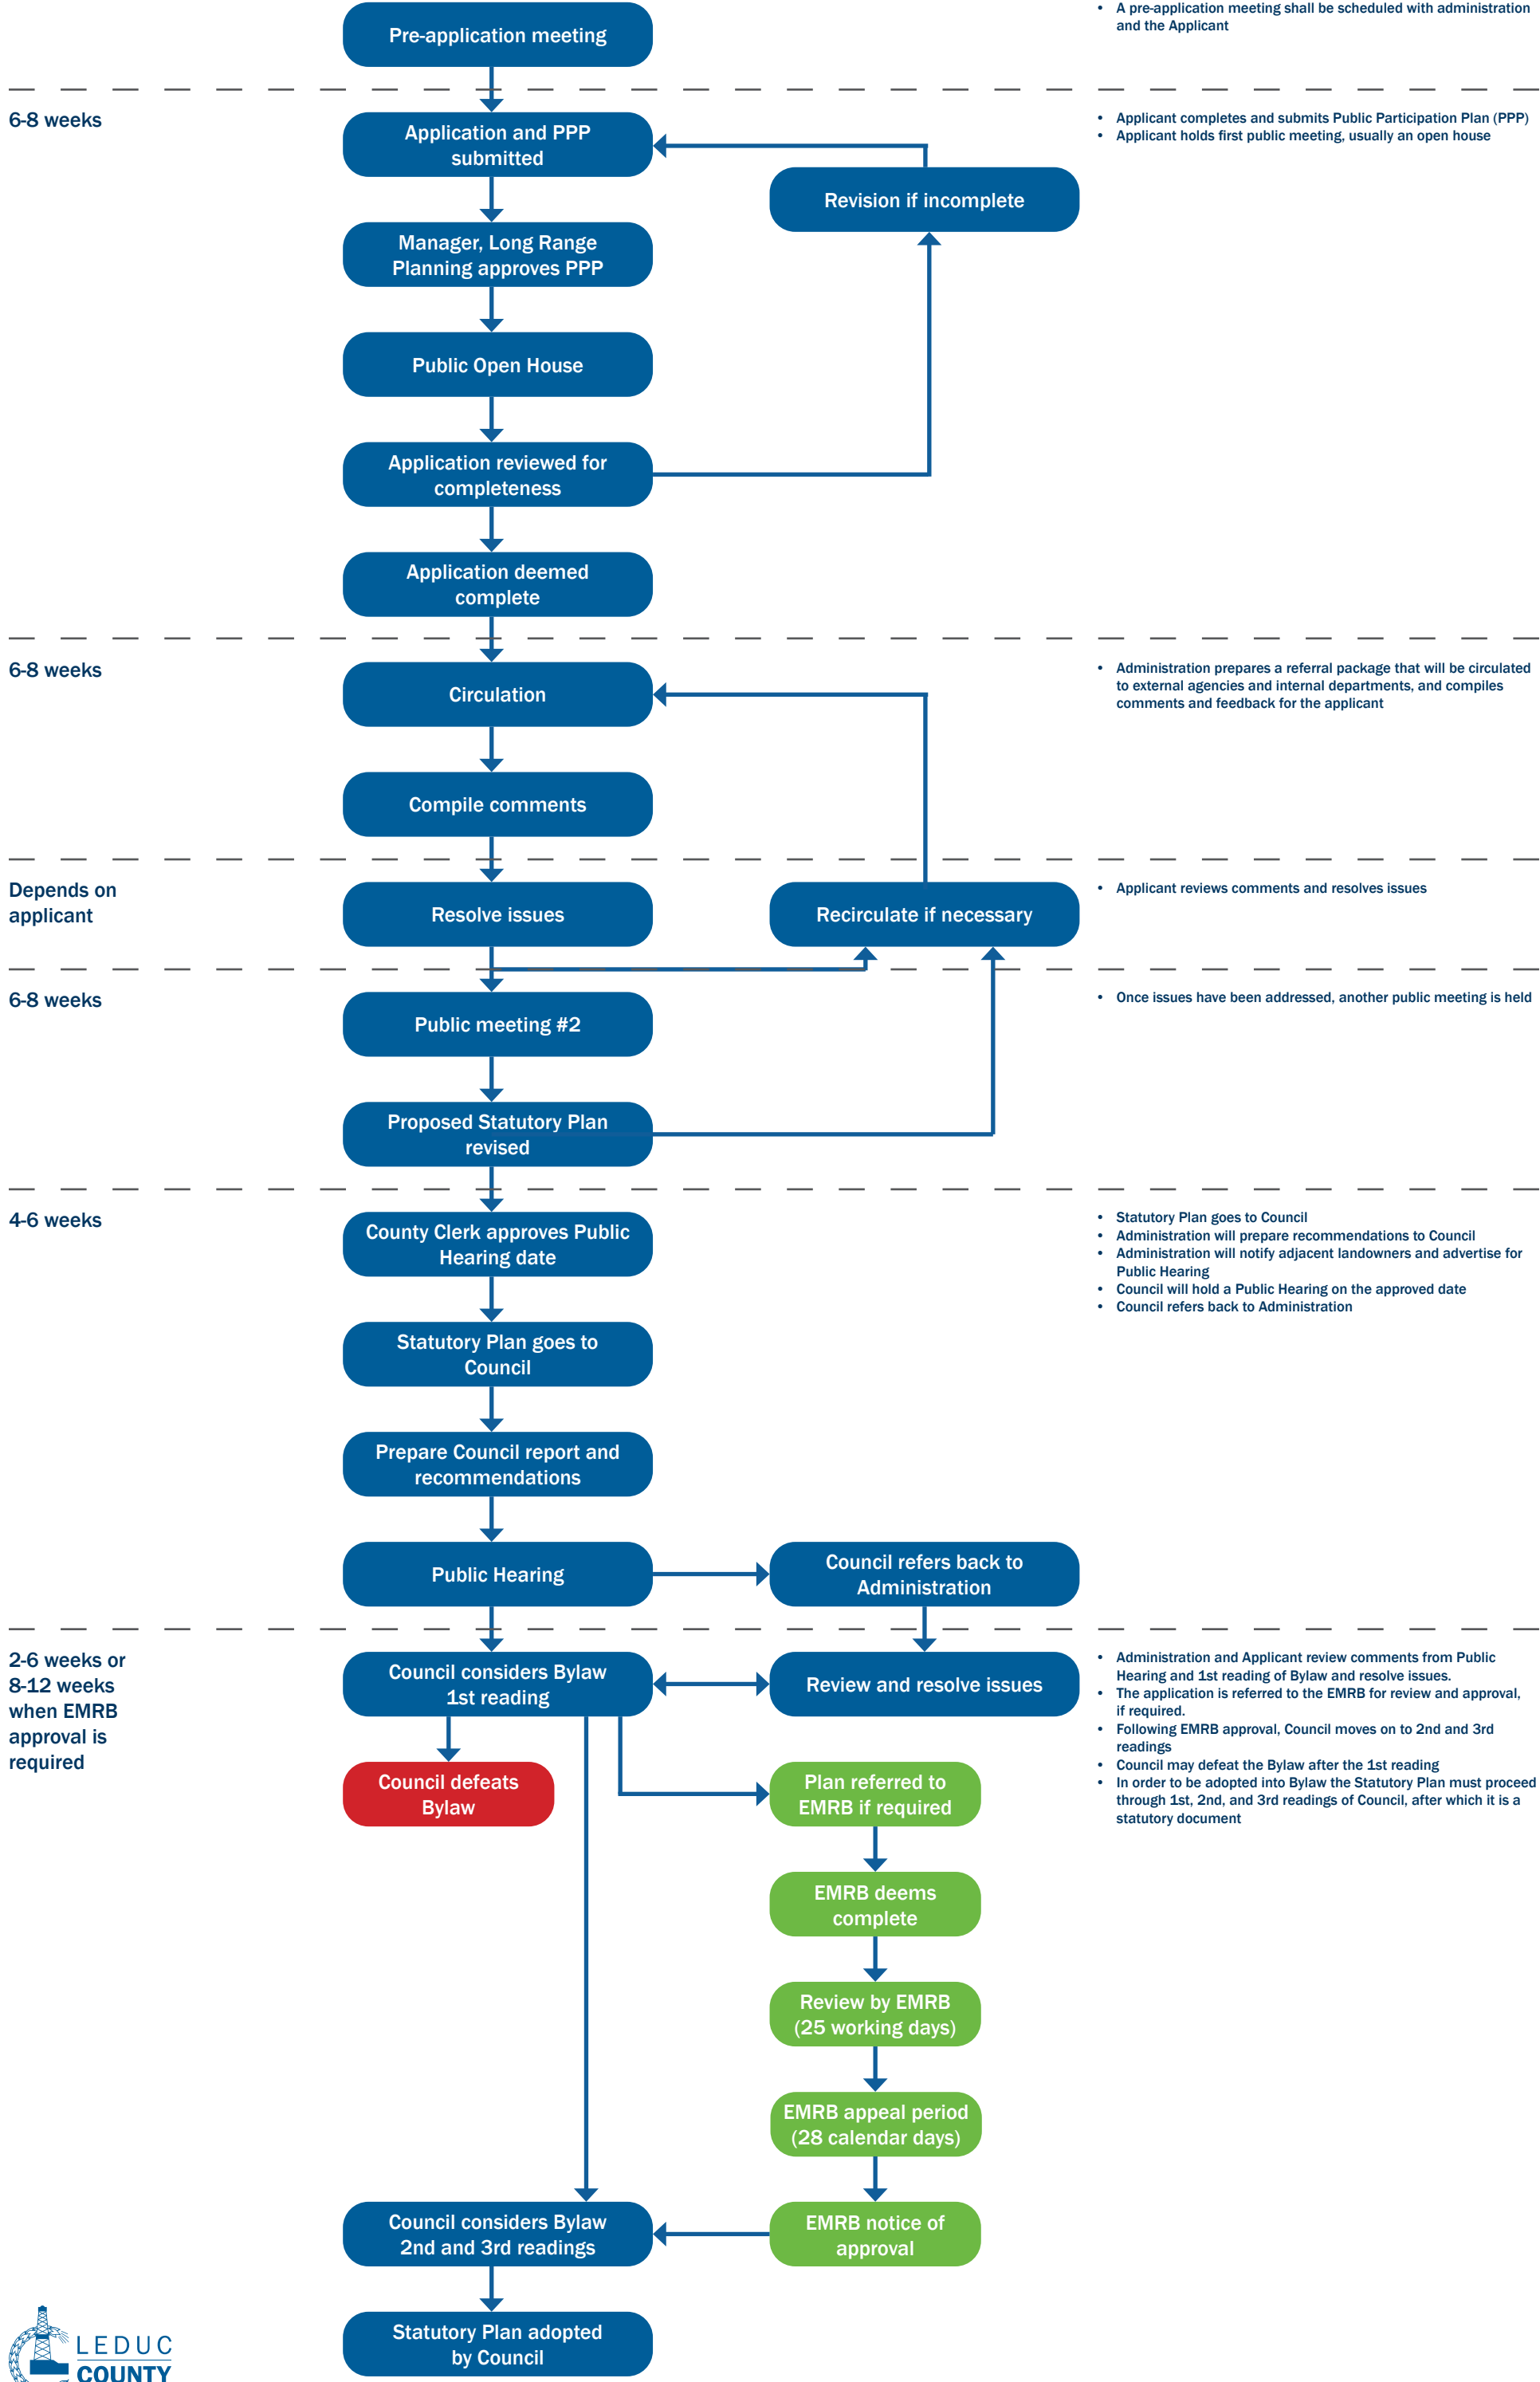 Pre-application meeting
• A pre-application meeting shall be scheduled with administration
and the Applicant
6-8 weeks
Application and PPP
submitted
• Applicant completes and submits Public Participation Plan (PPP)
• Applicant holds first public meeting, usually an open house
Revision if incomplete
Manager, Long Range
Planning approves PPP
Public Open House
Application reviewed for
completeness
Application deemed
complete
6-8 weeks
Circulation
• Administration prepares a referral package that will be circulated
to external agencies and internal departments, and compiles
comments and feedback for the applicant
Compile comments
Depends on
applicant
Resolve issues
Recirculate if necessary
• Applicant reviews comments and resolves issues
6-8 weeks
Public meeting #2
• Once issues have been addressed, another public meeting is held
Proposed Statutory Plan
revised
4-6 weeks
County Clerk approves Public
Hearing date
• Statutory Plan goes to Council
• Administration will prepare recommendations to Council
• Administration will notify adjacent landowners and advertise for
Public Hearing
• Council will hold a Public Hearing on the approved date
• Council refers back to Administration
Statutory Plan goes to
Council
Prepare Council report and
recommendations
Public Hearing
Council refers back to
Administration
2-6 weeks or
8-12 weeks
when EMRB
approval is
required
Council considers Bylaw
1st reading
Review and resolve issues
• Administration and Applicant review comments from Public
Hearing and 1st reading of Bylaw and resolve issues.
• The application is referred to the EMRB for review and approval,
if required.
• Following EMRB approval, Council moves on to 2nd and 3rd
readings
• Council may defeat the Bylaw after the 1st reading
• In order to be adopted into Bylaw the Statutory Plan must proceed
through 1st, 2nd, and 3rd readings of Council, after which it is a
statutory document
Council defeats
Bylaw
Plan referred to
EMRB if required
EMRB deems
complete
Review by EMRB
(25 working days)
EMRB appeal period
(28 calendar days)
Council considers Bylaw
2nd and 3rd readings
EMRB notice of
approval
Statutory Plan adopted
by Council
LEDUC
COUNTY